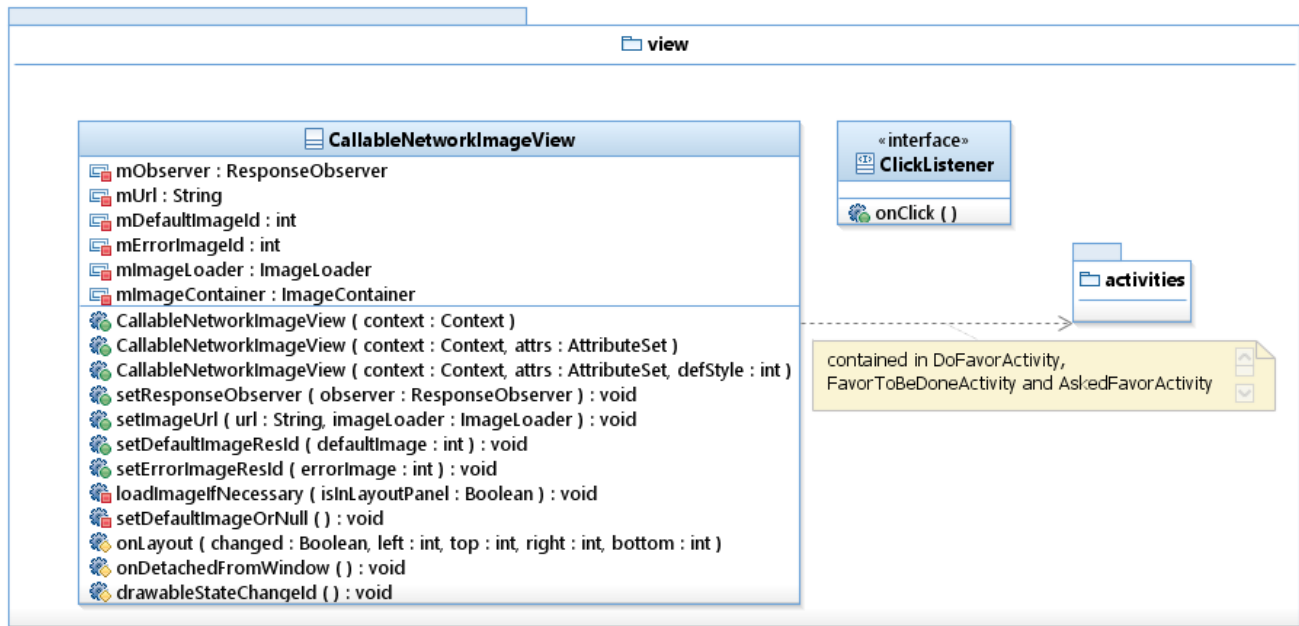 view
CallableNetworkImageView
mObserver : ResponseObserver
mUrl : String
mDefaultImageId : int
mErrorImageId : int
mImageLoader : ImageLoader
mImageContainer : ImageContainer
CallableNetworkImageView ( context : Context )
CallableNetworkImageView ( context : Context, attrs : AttributeSet )
CallableNetworkImageView ( context : Context, attrs : AttributeSet, defStyle : int )
setResponseObserver ( observer : ResponseObserver ) : void
setImageUrl ( url : String, imageLoader : ImageLoader ) : void
setDefaultImageResId ( defaultImage : int ) : void
setErrorImageResId ( errorImage : int ) : void
loadImageIfNecessary ( isInLayoutPanel : Boolean ) : void
setDefaultImageOrNull ( ) : void
onLayout ( changed : Boolean, left : int, top : int, right : int, bottom : int )
onDetachedFromWindow ( ) : void
drawableStateChangeId ( ) : void
«interface»
ClickListener
onClick ( )
activities
contained in DoFavorActivity,
FavorToBeDoneActivity and AskedFavorActivity